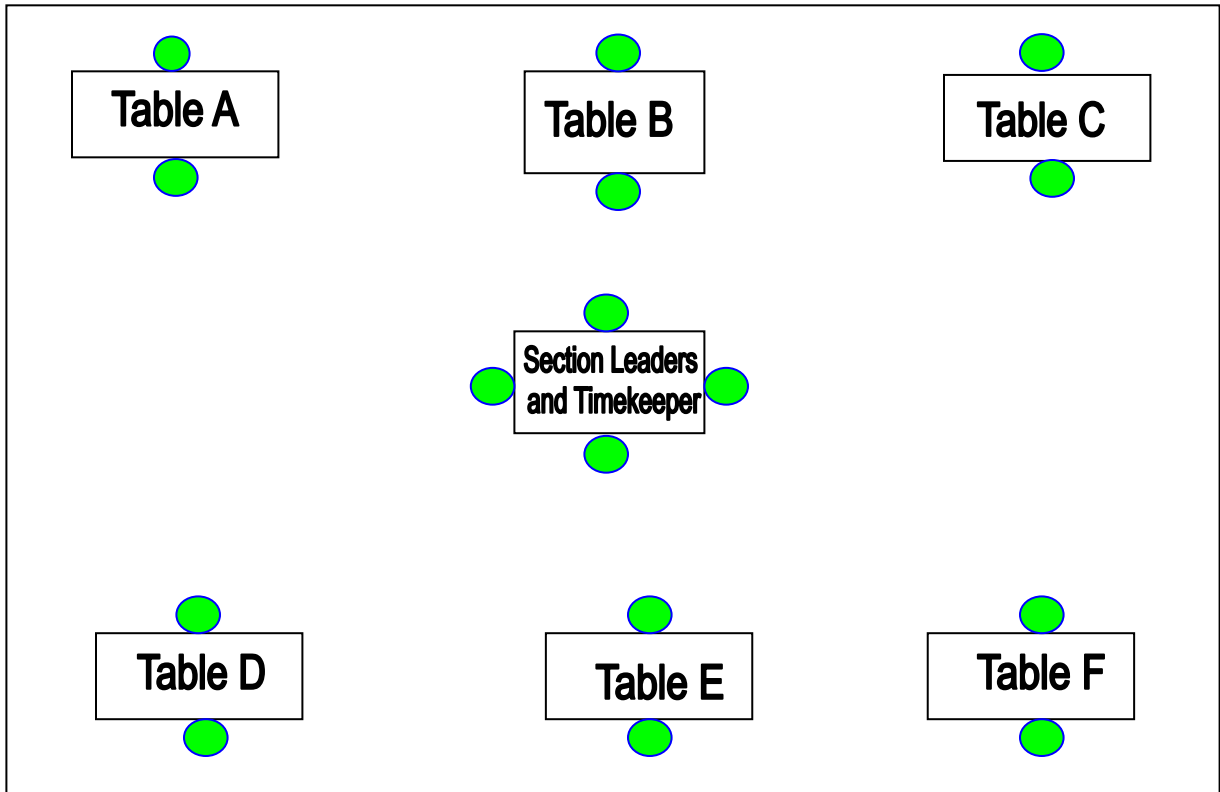 Table A
Table B
Table C
Section Leaders
and Timekeeper
Table D
Table E
Table F